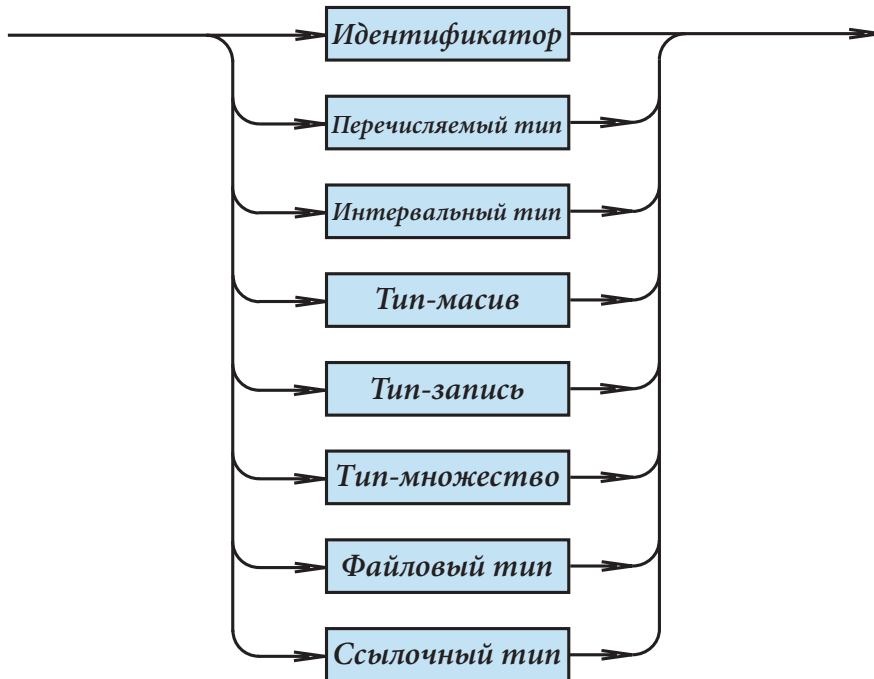 Идентификатор
Перечисляемый тип
Интервальный тип
Тип-масив
Тип-запись
Тип-множество
Файловый тип
Ссылочный тип